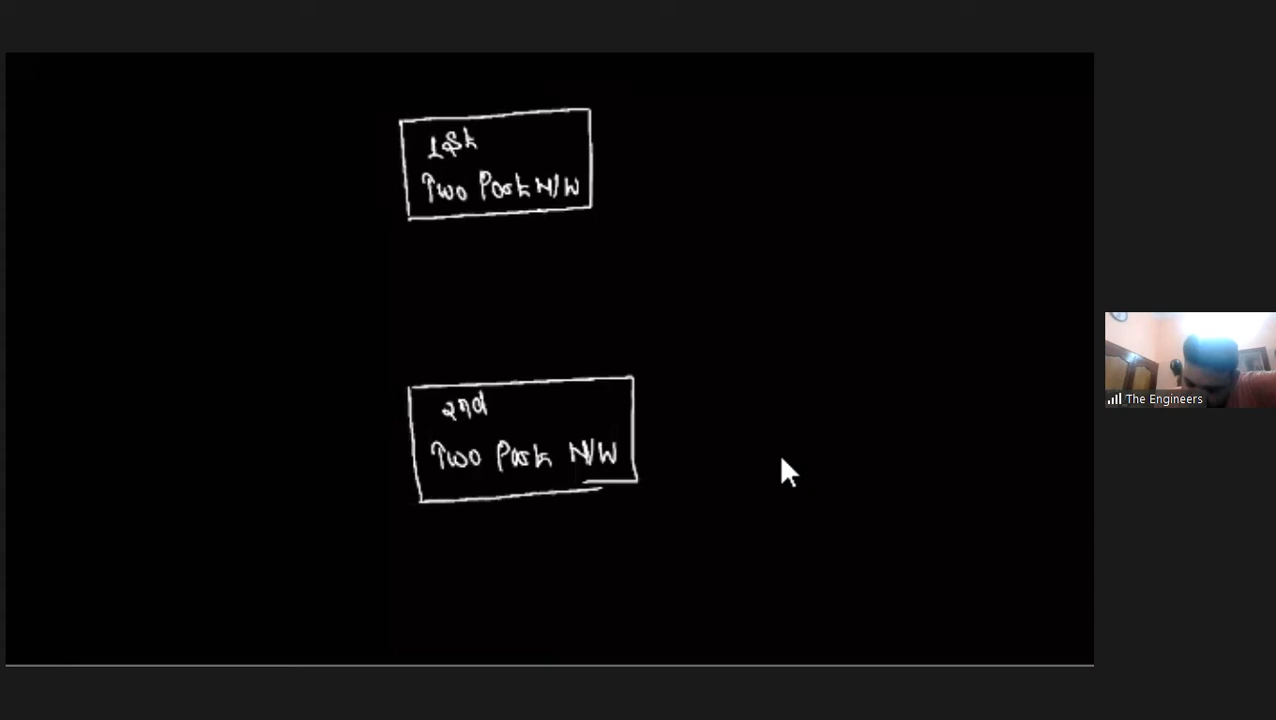 1st
Two Port N/W
2nd
Two Port N/W
The Engineers